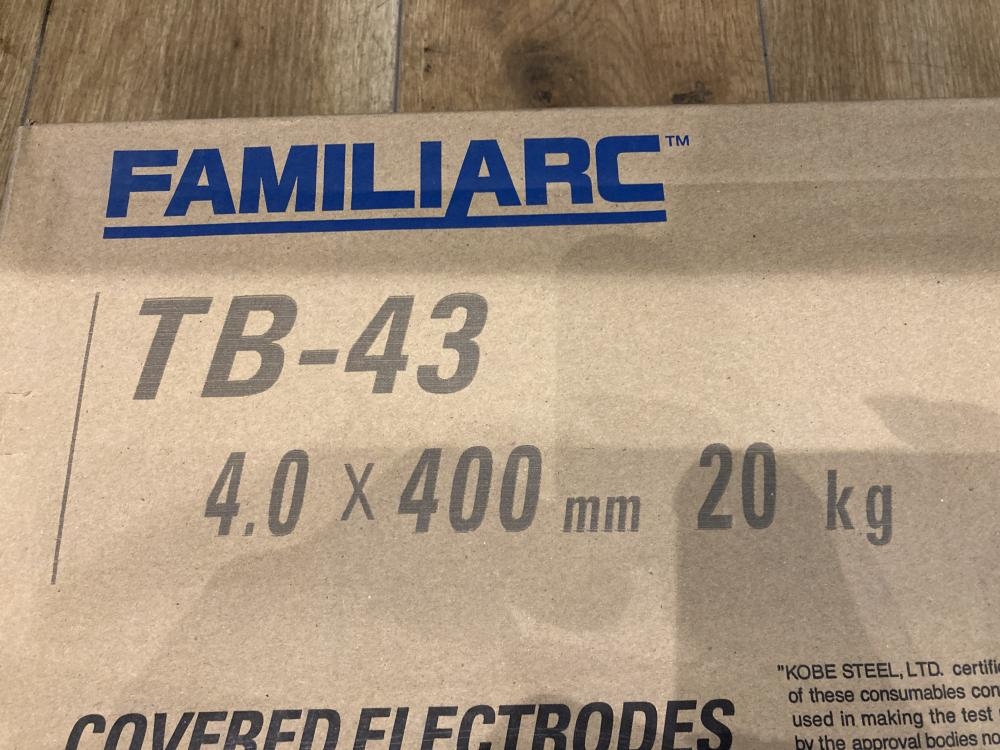 FAMILIARC™
TB-43
4.0 X 400 mm 20 kg
COVERED ELECTRODES
"KOBE STEEL, LTD.
of these consumables
used in making the test
by the approval bodies